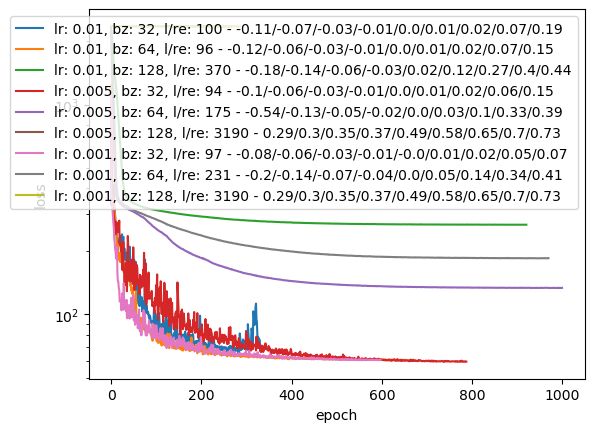 lr: 0.01, bz: 32, l/re: 100 - -0.11/-0.07/-0.03/-0.01/0.0/0.01/0.02/0.07/0.19
lr: 0.01, bz: 64, l/re: 96 - -0.12/-0.06/-0.03/-0.01/0.0/0.01/0.02/0.07/0.15
lr: 0.01, bz: 128, l/re: 370 - -0.18/-0.14/-0.06/-0.03/0.02/0.12/0.27/0.4/0.44
lr: 0.005, bz: 32, l/re: 94 - -0.1/-0.06/-0.03/-0.01/0.0/0.01/0.02/0.06/0.15
lr: 0.005, bz: 64, l/re: 175 - -0.54/-0.13/-0.05/-0.02/0.0/0.03/0.1/0.33/0.39
lr: 0.005, bz: 128, l/re: 3190 - 0.29/0.3/0.35/0.37/0.49/0.58/0.65/0.7/0.73
lr: 0.001, bz: 32, l/re: 97 - -0.08/-0.06/-0.03/-0.01/-0.0/0.01/0.02/0.05/0.07
lr: 0.001, bz: 64, l/re: 231 - -0.2/-0.14/-0.07/-0.04/0.0/0.05/0.14/0.34/0.41
lr: 0.001, bz: 128, l/re: 3190 - 0.29/0.3/0.35/0.37/0.49/0.58/0.65/0.7/0.73
10³
loss
10²
0 200 400 600 800 1000
epoch